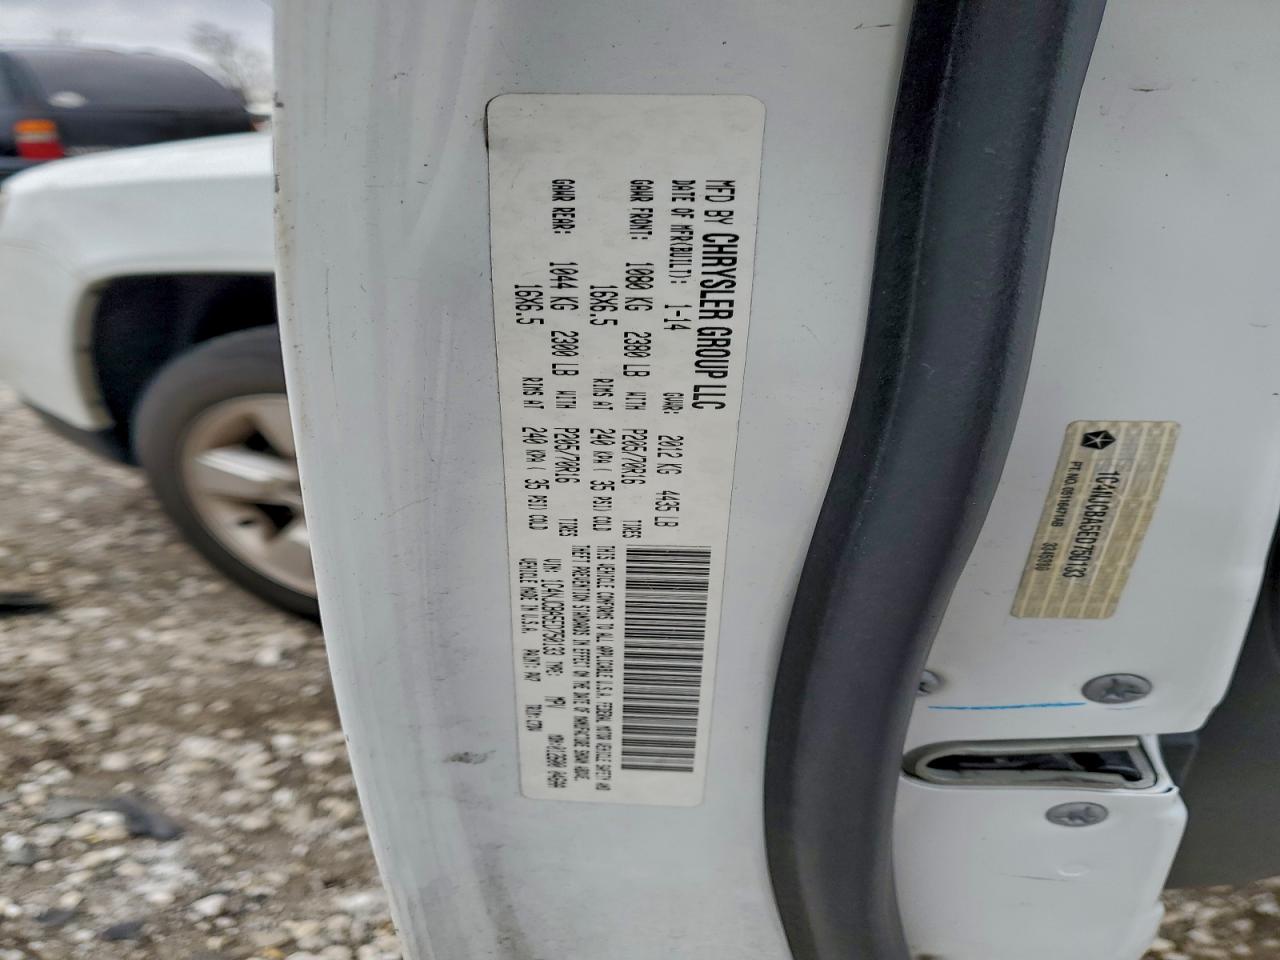 MFD BY CHRYSLER GROUP LLC
DATE OF MFR(BUILT): 1-14 GVWR: 2012 KG 4435 LB
GAWR FRONT: 1080 KG 2380 LB WITH P205/70R16 TIRES
16X6.5 RIMS AT 240 KPA( 35 PSI) COLD
GAWR REAR: 1044 KG 2300 LB WITH P205/70R16 TIRES
16X6.5 RIMS AT 240 KPA( 35 PSI) COLD
THIS VEHICLE CONFORMS TO ALL APPLICABLE U.S.A. FEDERAL MOTOR VEHICLE SAFETY AND
THEFT PREVENTION STANDARDS IN EFFECT ON THE DATE OF MANUFACTURE SHOWN ABOVE.
VIN: 1C4NJCBA5ED750133 TYPE: MPV
VEHICLE MADE IN U.S.A. PAINT: PW7
1C4NJCBA5ED750133